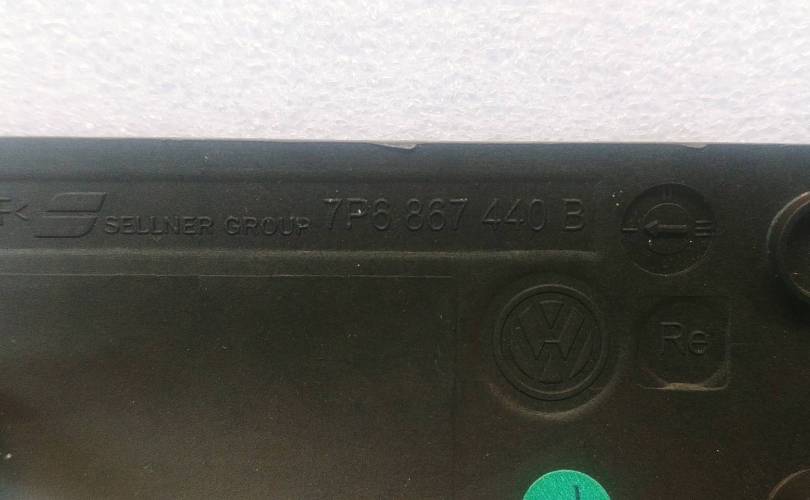 SELLNER GROUP 7P6 867 440 B
Re